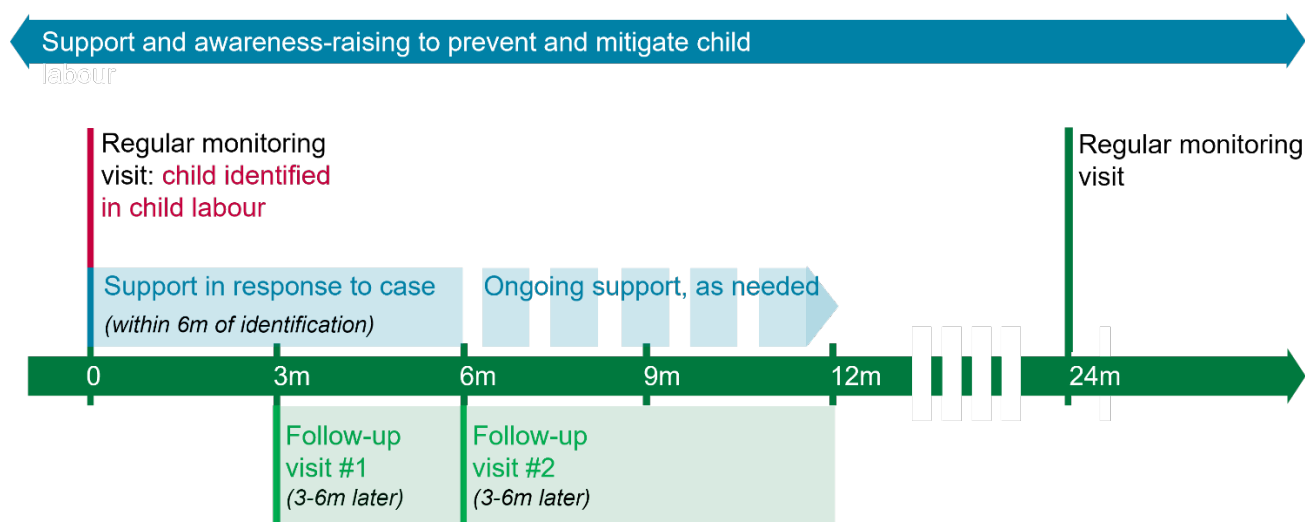 Support and awareness-raising to prevent and mitigate child
labour
Regular monitoring
visit: child identified
in child labour
Regular monitoring
visit
Support in response to case
(within 6m of identification)
Ongoing support, as needed
0 3m 6m 9m 12m 24m
Follow-up
visit #1
(3-6m later)
Follow-up
visit #2
(3-6m later)